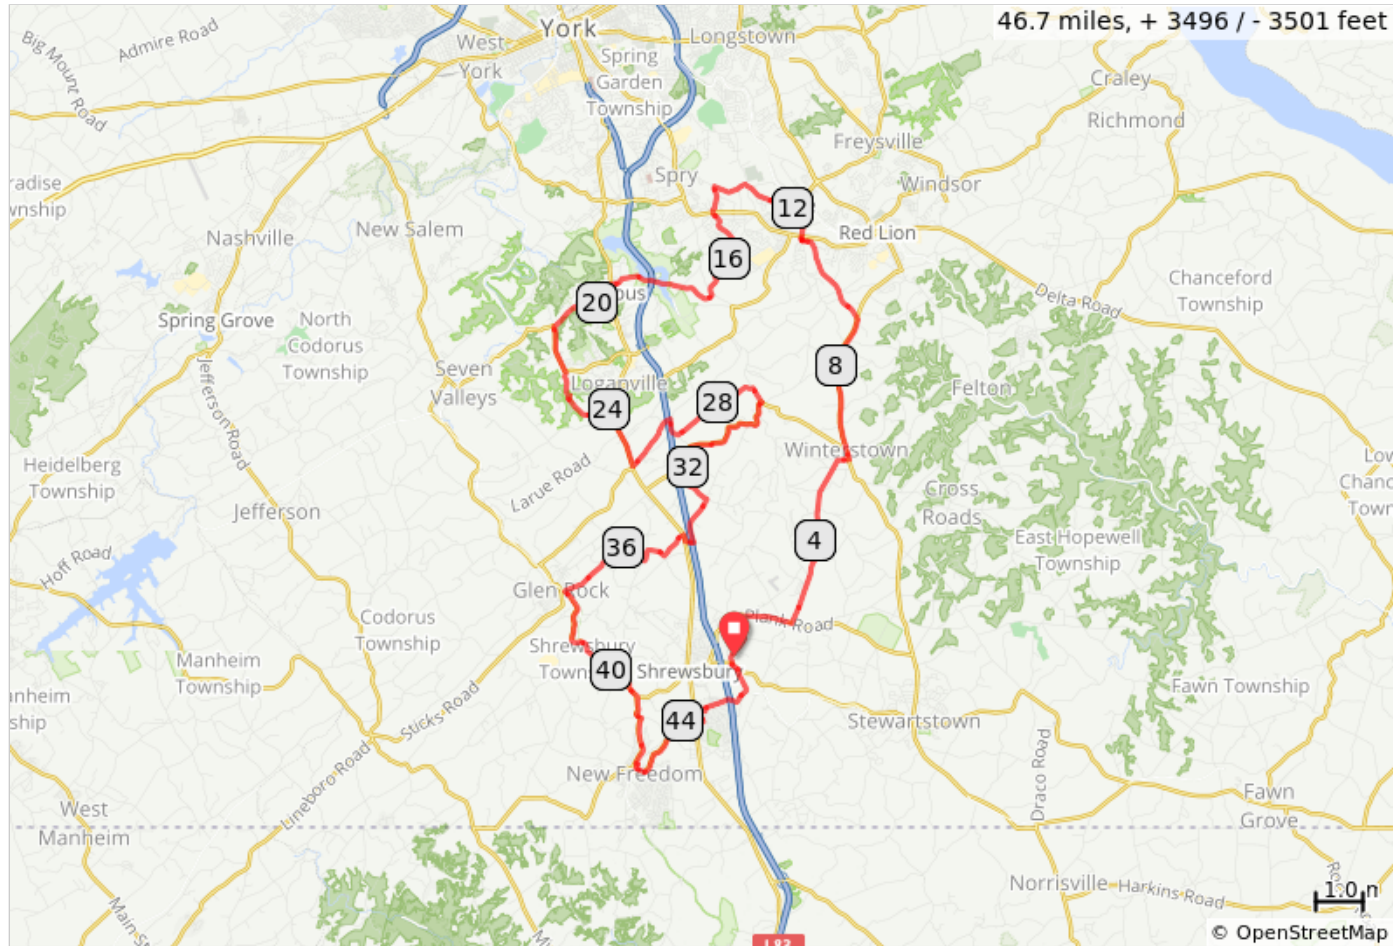 46.7 miles, + 3496 / - 3501 feet
Admire Road
Big Mount Road
York
West
York
Longstown
Spring
Garden
Township
Craley
Richmond
Freysville
Spry
Windsor
12
Red Lion
New Salem
Nashville
16
Chanceford
Township
Delta Road
20
Spring Grove
North
Codorus
Township
Jefferson Road
Seven
Valleys
8
Loganville
Felton
28
24
Winterstown
32
Heidelberg
Township
Larue Road
Cross
Roads
Jefferson
4
36
East Hopewell
Township
Hoff Road
Glen Rock
Codorus
Township
Plank Road
Shrewsbury
40
Shrewsbury
Manheim
Township
Fawn Township
Sticks Road
44
Stewartstown
Draco Road
New Freedom
Lineboro Road
West
Manheim
Fawn
Grove
Norrisville
Harkins Road
© OpenStreetMap